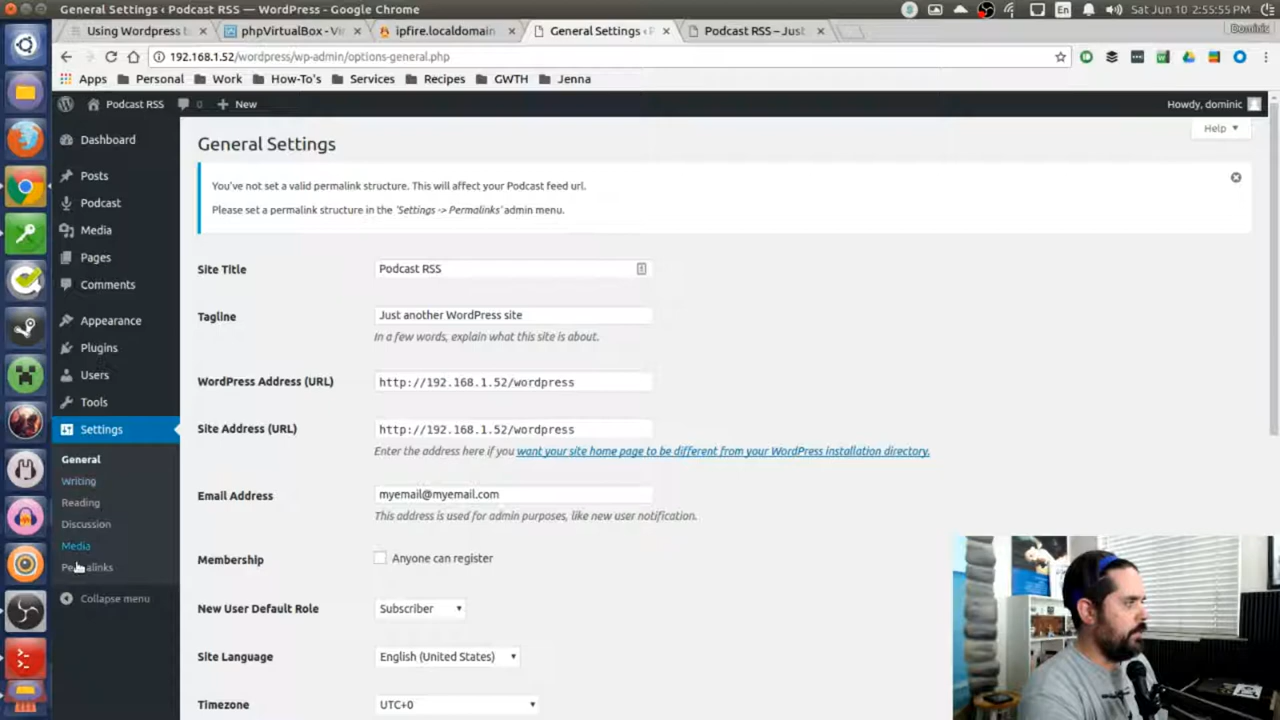 General Settings ‹ Podcast RSS — WordPress - Google Chrome
En
Sat Jun 10 2:55:55 PM
Using Wordpress b
phpVirtualBox - Vi
ipfire.localdomain
General Settings ‹ P
Podcast RSS – Just
Dominic
192.168.1.52/wordpress/wp-admin/options-general.php
Apps
Personal
Work
How-To's
Services
Recipes
GWTH
Jenna
Podcast RSS
0
New
Howdy, dominic
Help
Dashboard
Posts
Podcast
Media
Pages
Comments
Appearance
Plugins
Users
Tools
Settings
General
Writing
Reading
Discussion
Media
Permalinks
Collapse menu
General Settings
You've not set a valid permalink structure. This will affect your Podcast feed url.
Please set a permalink structure in the 'Settings -> Permalinks' admin menu.
Site Title
Podcast RSS
Tagline
Just another WordPress site
In a few words, explain what this site is about.
WordPress Address (URL)
http://192.168.1.52/wordpress
Site Address (URL)
http://192.168.1.52/wordpress
Enter the address here if you want your site home page to be different from your WordPress installation directory.
Email Address
myemail@myemail.com
This address is used for admin purposes, like new user notification.
Membership
Anyone can register
New User Default Role
Subscriber
Site Language
English (United States)
Timezone
UTC+0